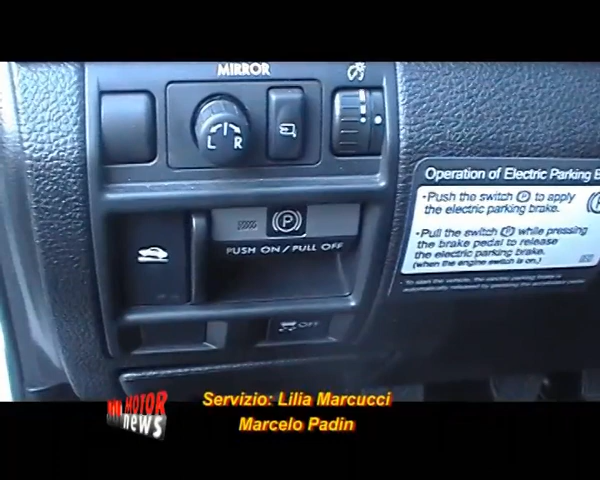 MIRROR
L R
PUSH ON/PULL OFF
OFF
Operation of Electric Parking
·Push the switch (P) to apply
the electric parking brake.
·Pull the switch (P) while pressing
the brake pedal to release
the electric parking brake.
(when the engine switch is on.)
Servizio: Lilia Marcucci
Marcelo Padin
MOTOR
news